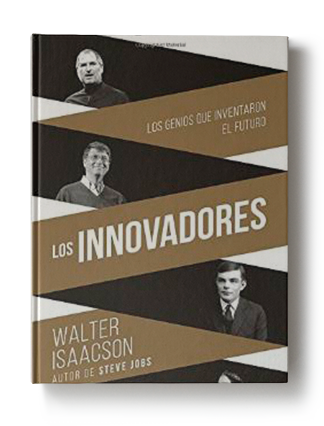 LOS GENIOS QUE INVENTARON
EL FUTURO
LOS INNOVADORES
WALTER
ISAACSON
AUTOR DE STEVE JOBS